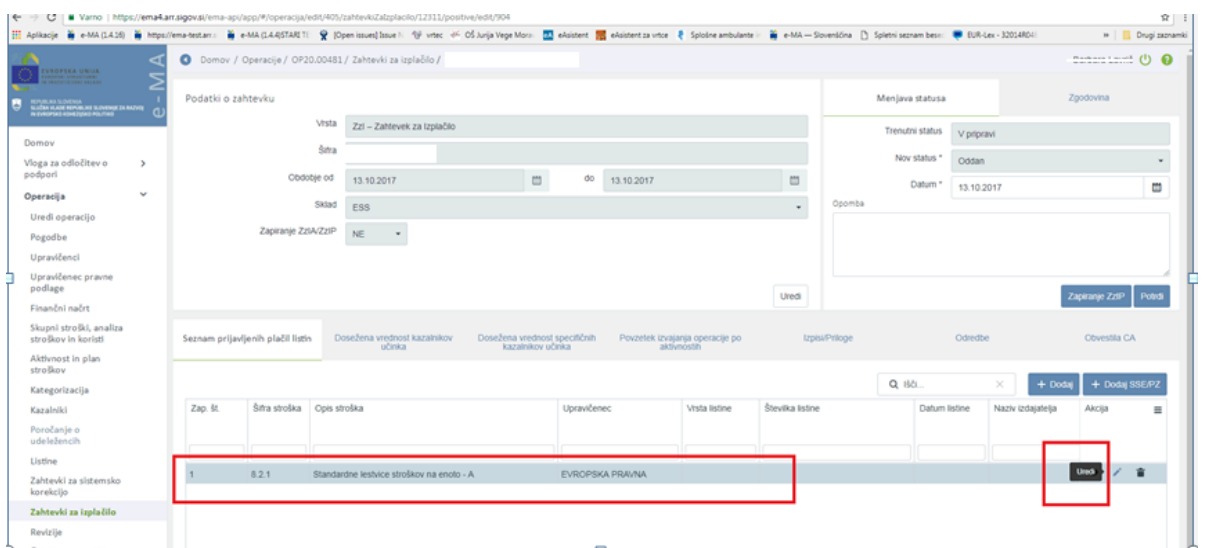 Varno | https://ema4.arr.sigov.si/ema-api/app/#/operacija/edit/405/zahtevkiZaIzplacilo/12311/positive/edit/904
Aplikacije e-MA (1.4.16) https://ema-test.arr.s e-MA (1.4.4)STARI TI [Open issues] Issue N vrtec OŠ Jurija Vege Mora eAsistent eAsistent za vrtce Splošne ambulante e-MA — Slovenščina Spletni seznam bese EUR-Lex - 32014R04 » Drugi zaznamki
EVROPSKA UNIJA
REPUBLIKA SLOVENIJA
SLUŽBA VLADE REPUBLIKE SLOVENIJE ZA RAZVOJ
IN EVROPSKO KOHEZIJSKO POLITIKO
e-MA
Domov / Operacije / OP20.00481 / Zahtevki za izplačilo /
Domov
Vloga za odločitev o podpori
Operacija
Uredi operacijo
Pogodbe
Upravičenci
Upravičenec pravne
podlage
Finančni načrt
Skupni stroški, analiza
stroškov in koristi
Aktivnost in plan
stroškov
Kategorizacija
Kazalniki
Poročanje o
udeležencih
Listine
Zahtevki za sistemsko
korekcijo
Zahtevki za izplačilo
Revizije
Podatki o zahtevku
Vrsta ZzI – Zahtevek za izplačilo
Šifra
Obdobje od 13.10.2017 do 13.10.2017
Sklad ESS
Zapiranje ZzIA/ZzIP NE
Uredi
Menjava statusa Zgodovina
Trenutni status V pripravi
Nov status * Oddan
Datum * 13.10.2017
Opomba
Zapiranje ZzIP Potrdi
Seznam prijavljenih plačil listin Dosežena vrednost kazalnikov učinka Dosežena vrednost specifičnih kazalnikov učinka Povzetek izvajanja operacije po aktivnostih Izpisi/Priloge Odredbe Obvestila CA
Išči... + Dodaj + Dodaj SSE/PZ
Zap. št. Šifra stroška Opis stroška Upravičenec Vrsta listine Številka listine Datum listine Naziv izdajatelja Akcija
1 8.2.1 Standardne lestvice stroškov na enoto - A EVROPSKA PRAVNA Uredi